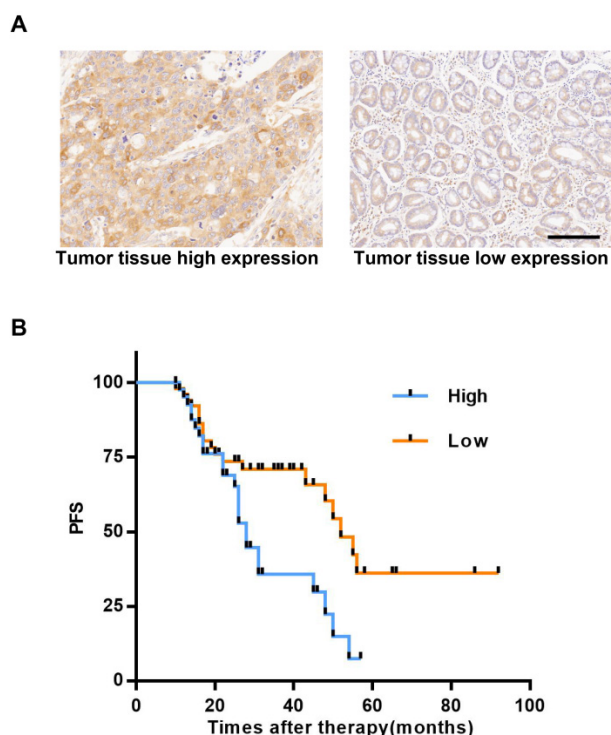 A
Tumor tissue high expression
Tumor tissue low expression
B
100
75
50
25
0
PFS
High
Low
0 20 40 60 80 100
Times after therapy(months)